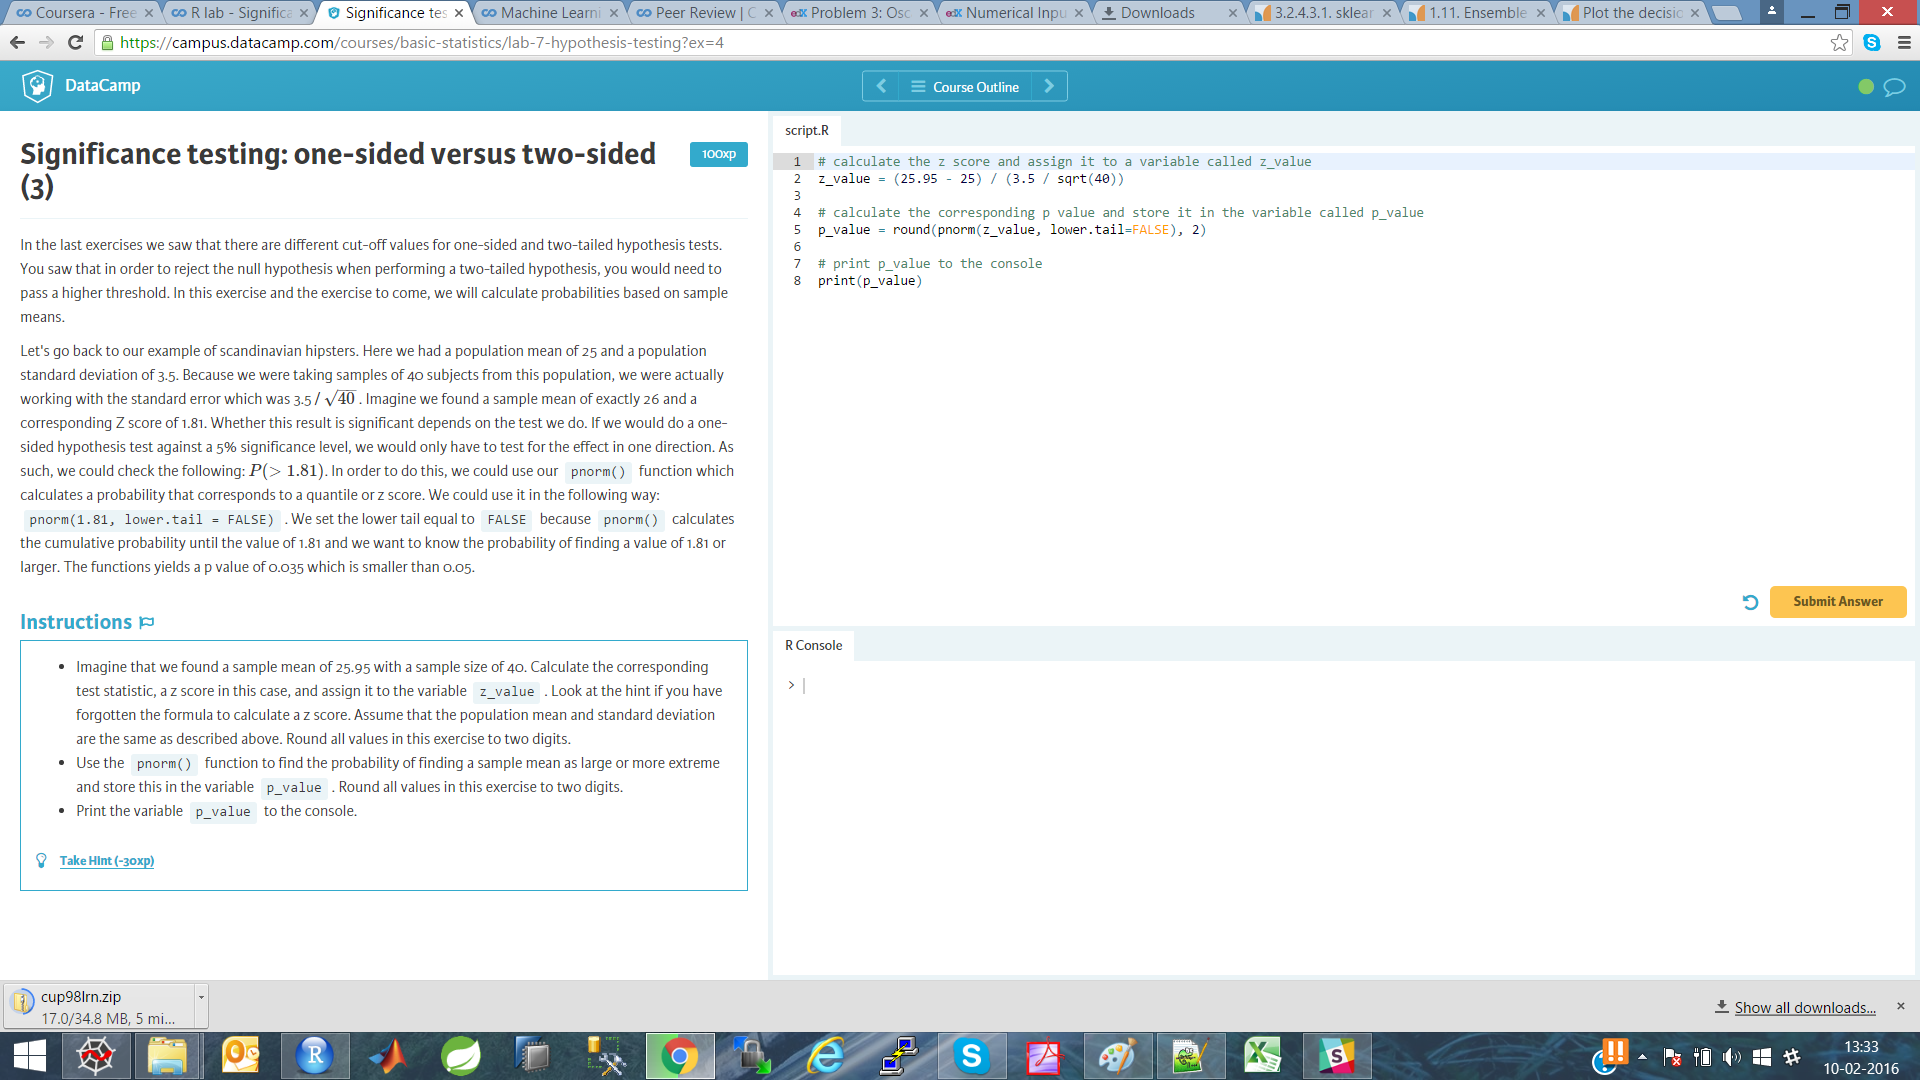 Coursera - Free
R lab - Significa
Significance tes
Machine Learni
Peer Review | C
edX Problem 3: Osc
edX Numerical Inpu
Downloads
3.2.4.3.1. sklear
1.11. Ensemble
Plot the decisio
https://campus.datacamp.com/courses/basic-statistics/lab-7-hypothesis-testing?ex=4
DataCamp
Course Outline
Significance testing: one-sided versus two-sided
(3)
100xp
In the last exercises we saw that there are different cut-off values for one-sided and two-tailed hypothesis tests.
You saw that in order to reject the null hypothesis when performing a two-tailed hypothesis, you would need to
pass a higher threshold. In this exercise and the exercise to come, we will calculate probabilities based on sample
means.
Let's go back to our example of scandinavian hipsters. Here we had a population mean of 25 and a population
standard deviation of 3.5. Because we were taking samples of 40 subjects from this population, we were actually
working with the standard error which was 3.5 / √40 . Imagine we found a sample mean of exactly 26 and a
corresponding Z score of 1.81. Whether this result is significant depends on the test we do. If we would do a one-
sided hypothesis test against a 5% significance level, we would only have to test for the effect in one direction. As
such, we could check the following: P(> 1.81). In order to do this, we could use our pnorm() function which
calculates a probability that corresponds to a quantile or z score. We could use it in the following way:
pnorm(1.81, lower.tail = FALSE) . We set the lower tail equal to FALSE because pnorm() calculates
the cumulative probability until the value of 1.81 and we want to know the probability of finding a value of 1.81 or
larger. The functions yields a p value of 0.035 which is smaller than 0.05.
Instructions
• Imagine that we found a sample mean of 25.95 with a sample size of 40. Calculate the corresponding
test statistic, a z score in this case, and assign it to the variable z_value . Look at the hint if you have
forgotten the formula to calculate a z score. Assume that the population mean and standard deviation
are the same as described above. Round all values in this exercise to two digits.
• Use the pnorm() function to find the probability of finding a sample mean as large or more extreme
and store this in the variable p_value . Round all values in this exercise to two digits.
• Print the variable p_value to the console.
Take Hint (-30xp)
script.R
1 # calculate the z score and assign it to a variable called z_value
2 z_value = (25.95 - 25) / (3.5 / sqrt(40))
3
4 # calculate the corresponding p value and store it in the variable called p_value
5 p_value = round(pnorm(z_value, lower.tail=FALSE), 2)
6
7 # print p_value to the console
8 print(p_value)
Submit Answer
R Console
>
cup98lrn.zip
17.0/34.8 MB, 5 mi...
Show all downloads...
13:33
10-02-2016